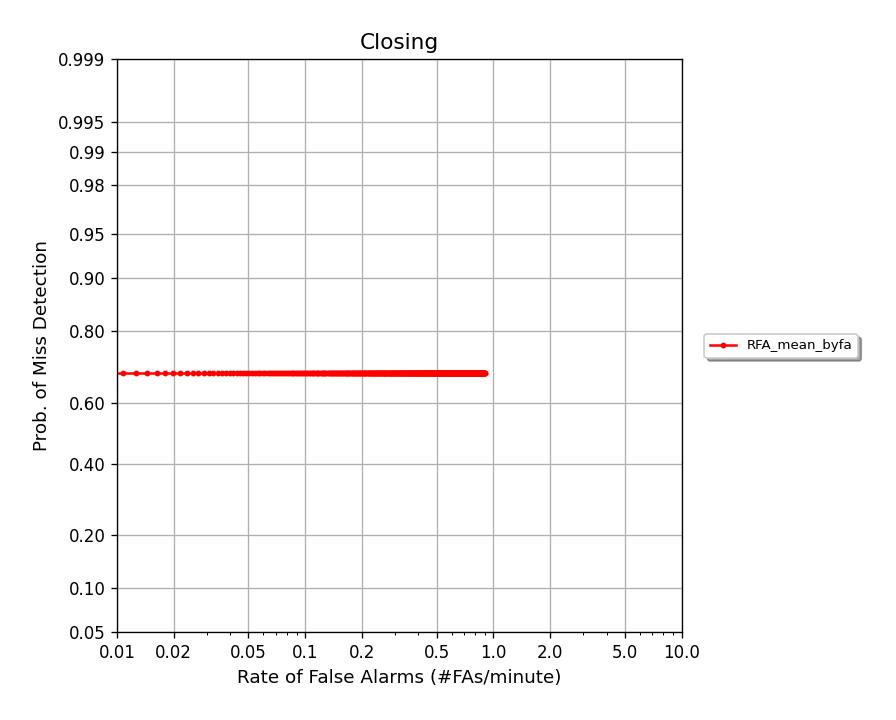 Closing
0.999
0.995
0.99
0.98
0.95
0.90
0.80
0.60
0.40
0.20
0.10
0.05
Prob. of Miss Detection
0.01 0.02 0.05 0.1 0.2 0.5 1.0 2.0 5.0 10.0
Rate of False Alarms (#FAs/minute)
RFA_mean_byfa